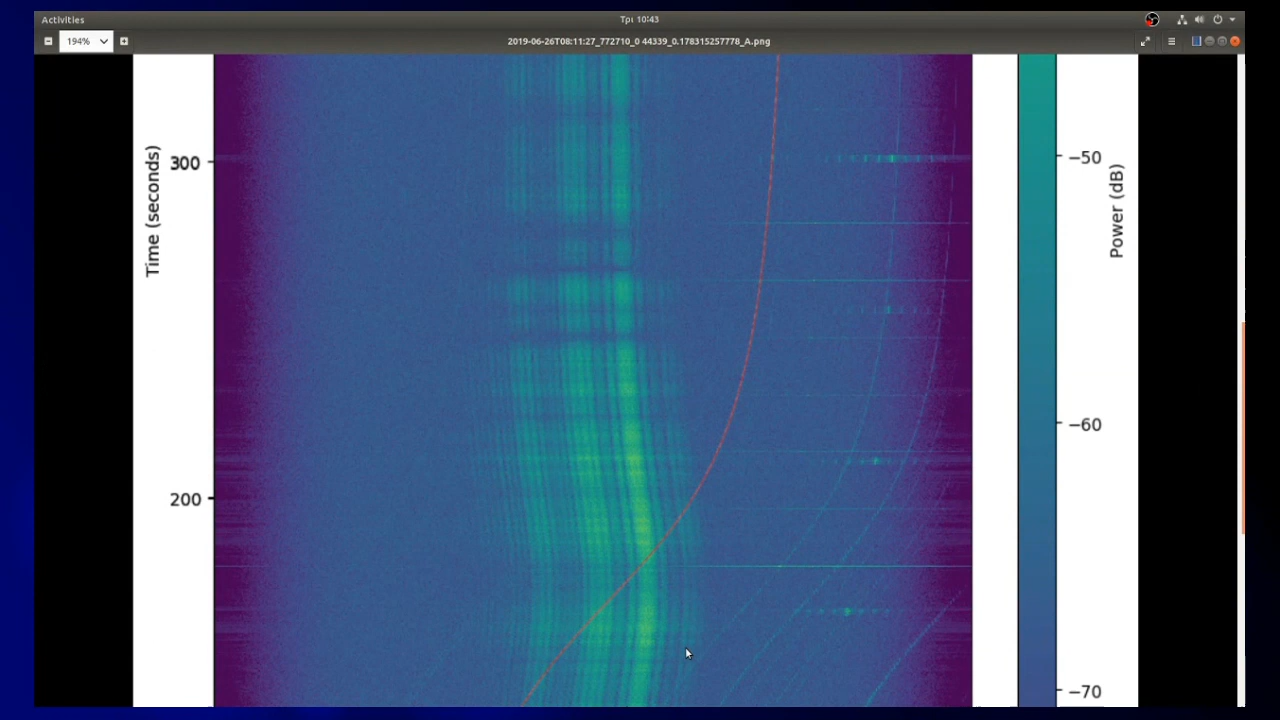 Activities
Τρι 10:43
194%
2019-06-26T08:11:27_772710_0 44339_0.178315257778_A.png
Time (seconds)
300
200
Power (dB)
−50
−60
−70